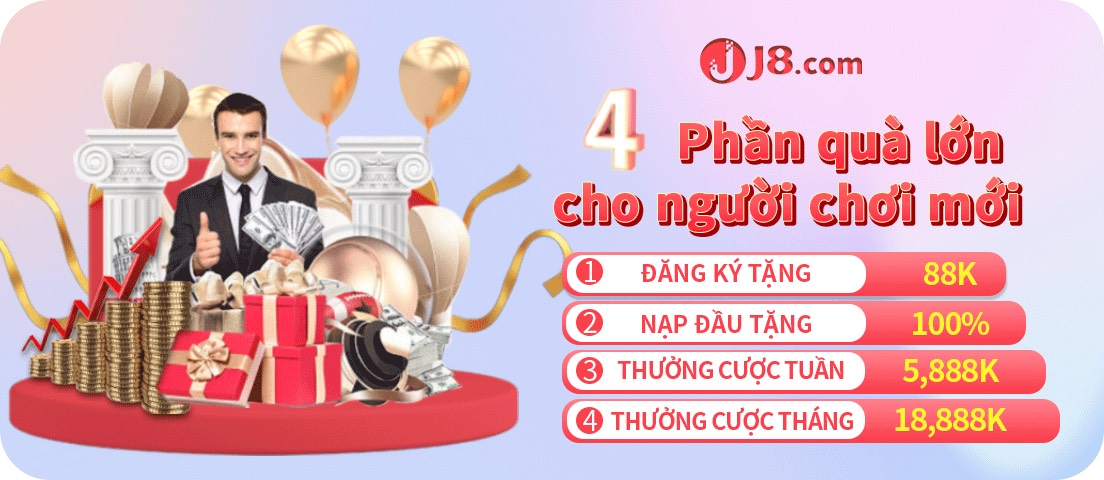 J8.com
4 Phần quà lớn
cho người chơi mới
1 ĐĂNG KÝ TẶNG 88K
2 NẠP ĐẦU TẶNG 100%
3 THƯỞNG CƯỢC TUẦN 5,888K
4 THƯỞNG CƯỢC THÁNG 18,888K